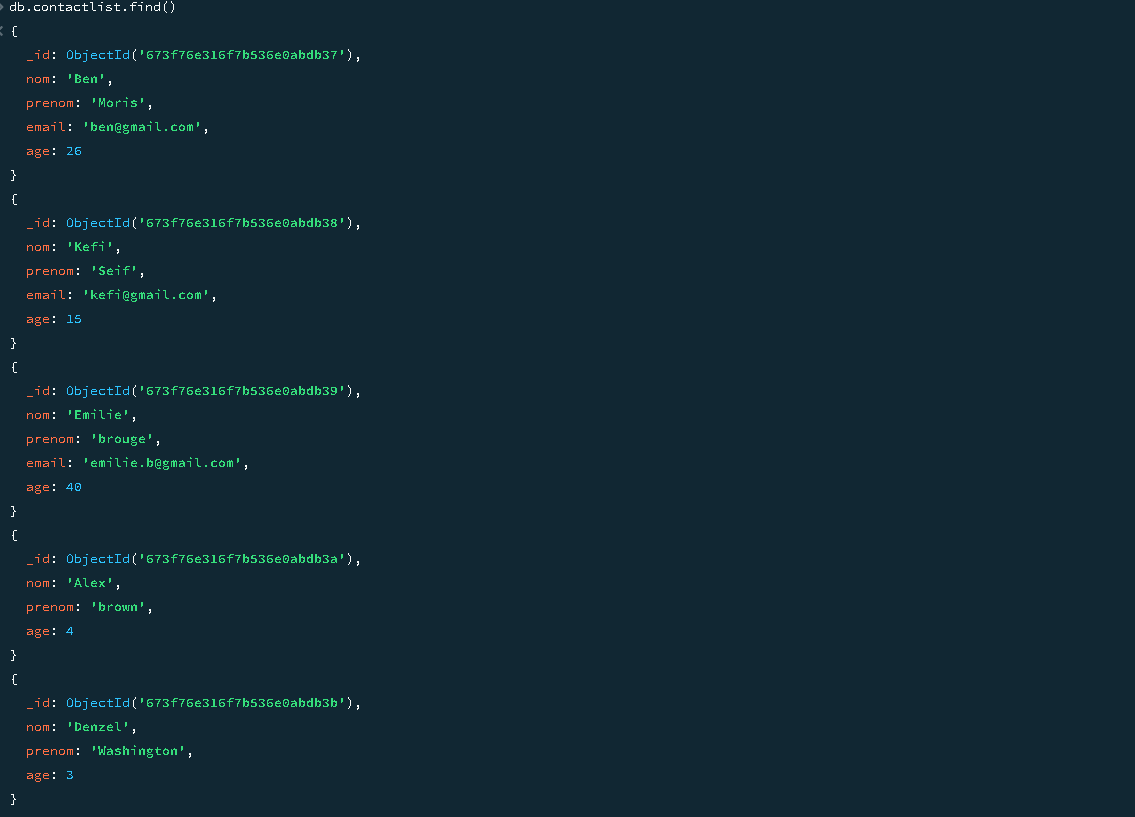 db.contactlist.find()
{
_id: ObjectId('673f76e316f7b536e0abdb37'),
nom: 'Ben',
prenom: 'Moris',
email: 'ben@gmail.com',
age: 26
}
{
_id: ObjectId('673f76e316f7b536e0abdb38'),
nom: 'Kefi',
prenom: 'Seif',
email: 'kefi@gmail.com',
age: 15
}
{
_id: ObjectId('673f76e316f7b536e0abdb39'),
nom: 'Emilie',
prenom: 'brouge',
email: 'emilie.b@gmail.com',
age: 40
}
{
_id: ObjectId('673f76e316f7b536e0abdb3a'),
nom: 'Alex',
prenom: 'brown',
age: 4
}
{
_id: ObjectId('673f76e316f7b536e0abdb3b'),
nom: 'Denzel',
prenom: 'Washington',
age: 3
}